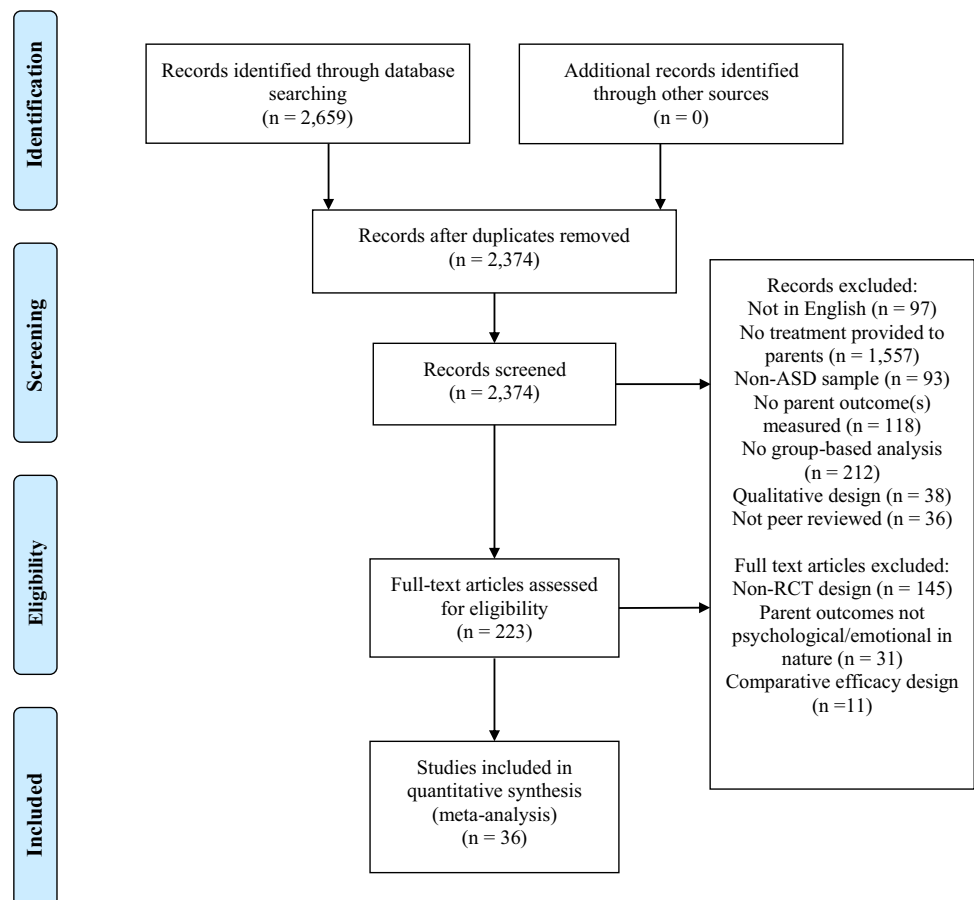 Identification
Records identified through database
searching
(n = 2,659)
Additional records identified
through other sources
(n = 0)
Records after duplicates removed
(n = 2,374)
Screening
Records screened
(n = 2,374)
Records excluded:
Not in English (n = 97)
No treatment provided to
parents (n = 1,557)
Non-ASD sample (n = 93)
No parent outcome(s)
measured (n = 118)
No group-based analysis
(n = 212)
Qualitative design (n = 38)
Not peer reviewed (n = 36)
Eligibility
Full-text articles assessed
for eligibility
(n = 223)
Full text articles excluded:
Non-RCT design (n = 145)
Parent outcomes not
psychological/emotional in
nature (n = 31)
Comparative efficacy design
(n =11)
Included
Studies included in
quantitative synthesis
(meta-analysis)
(n = 36)